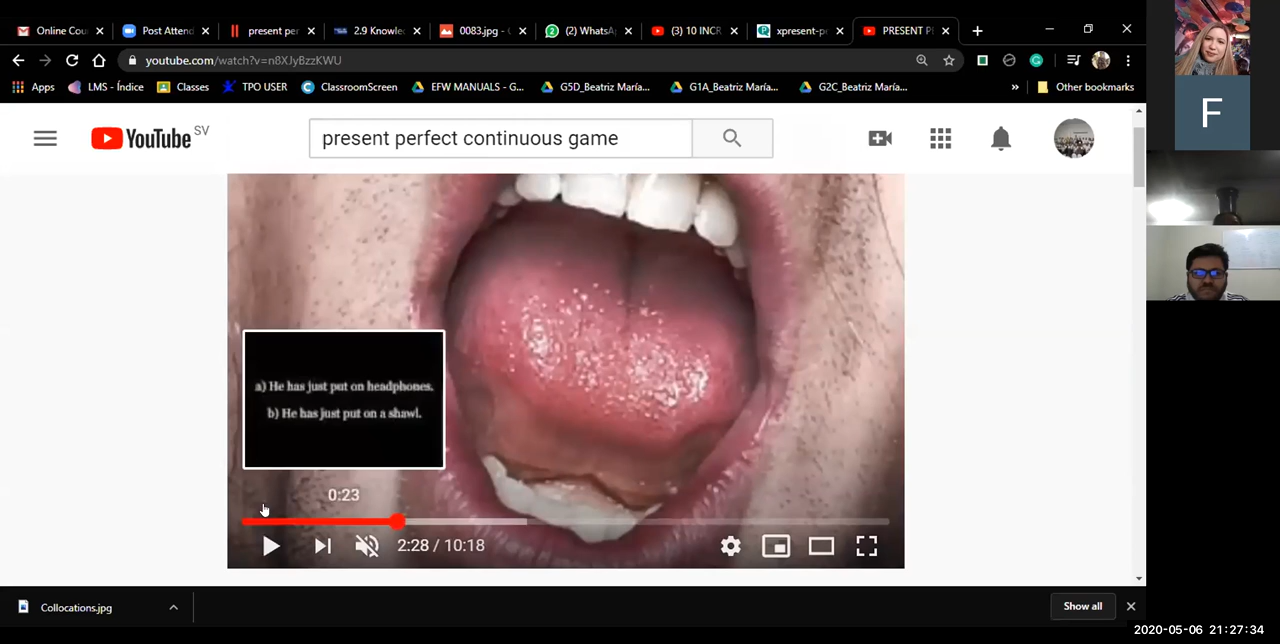 Online Cou
Post Attend
present per
2.9 Knowle
0083.jpg - G
(2) WhatsA
(3) 10 INCR
xpresent-pe
PRESENT P
youtube.com/watch?v=n8XJyBzzKWU
Apps
LMS - Índice
Classes
TPO USER
ClassroomScreen
EFW MANUALS - G...
G5D_Beatriz María...
G1A_Beatriz María...
G2C_Beatriz María...
»
Other bookmarks
YouTube SV
present perfect continuous game
F
a) He has just put on headphones.
b) He has just put on a shawl.
0:23
2:28 / 10:18
Collocations.jpg
Show all
2020-05-06 21:27:34